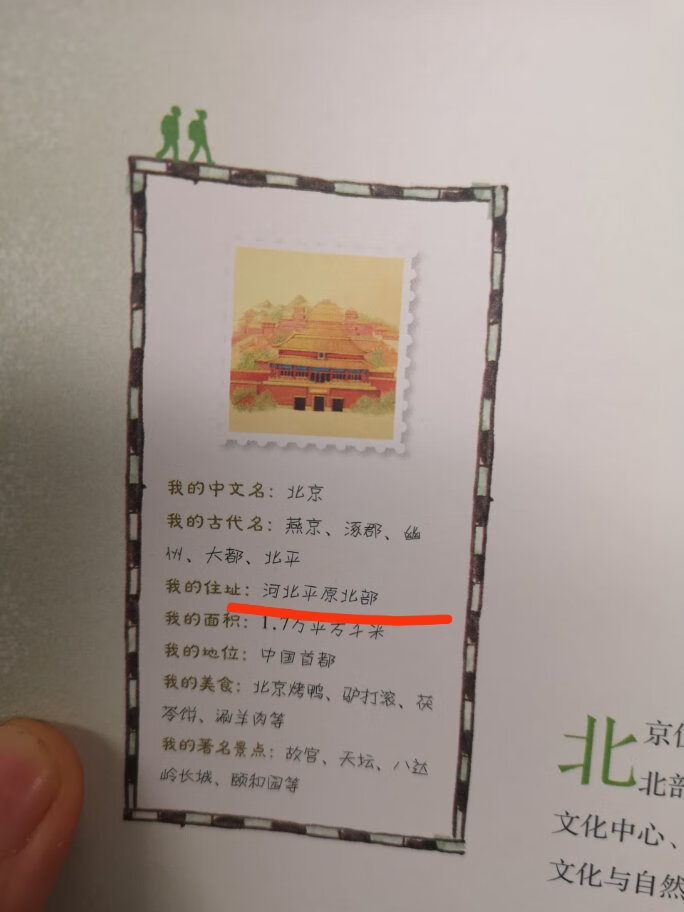 我的中文名：北京
我的古代名：燕京、涿郡、幽
州、大都、北平
我的住址：河北平原北部
我的面积：1.7万平方千米
我的地位：中国首都
我的美食：北京烤鸭、驴打滚、茯
苓饼、涮羊肉等
我的著名景点：故宫、天坛、八达
岭长城、颐和园等
北京位
北部
文化中心、
文化与自然